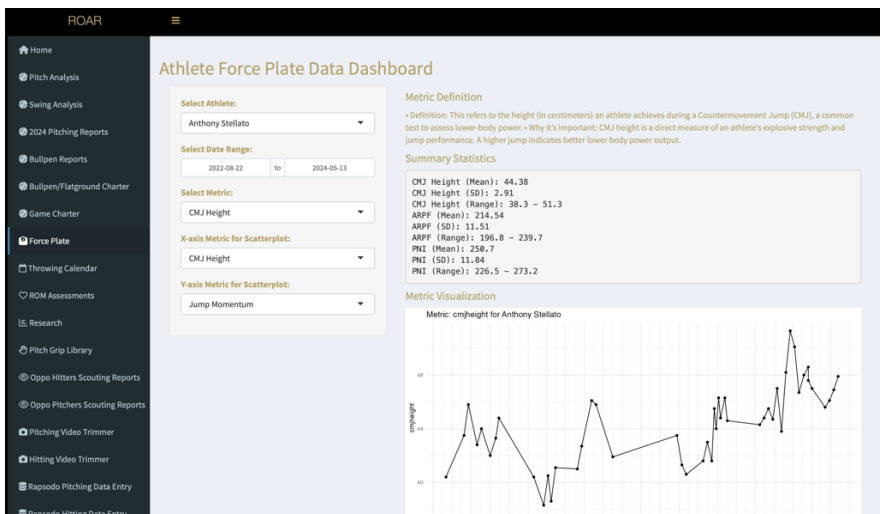 ROAR
Home
Pitch Analysis
Swing Analysis
2024 Pitching Reports
Bullpen Reports
Bullpen/Flatground Charter
Game Charter
Force Plate
Throwing Calendar
ROM Assessments
Research
Pitch Grip Library
Oppo Hitters Scouting Reports
Oppo Pitchers Scouting Reports
Pitching Video Trimmer
Hitting Video Trimmer
Rapsodo Pitching Data Entry
Rapsodo Hitting Data Entry
Athlete Force Plate Data Dashboard
Select Athlete:
Anthony Stellato
Select Date Range:
2022-08-22 to 2024-05-13
Select Metric:
CMJ Height
X-axis Metric for Scatterplot:
CMJ Height
Y-axis Metric for Scatterplot:
Jump Momentum
Metric Definition
• Definition: This refers to the height (in centimeters) an athlete achieves during a Countermovement Jump (CMJ), a common
test to assess lower-body power. • Why it's important: CMJ height is a direct measure of an athlete's explosive strength and
jump performance. A higher jump indicates better lower body power output.
Summary Statistics
CMJ Height (Mean): 44.38
CMJ Height (SD): 2.91
CMJ Height (Range): 38.3 - 51.3
ARPF (Mean): 214.54
ARPF (SD): 11.51
ARPF (Range): 196.8 - 239.7
PNI (Mean): 250.7
PNI (SD): 11.84
PNI (Range): 226.5 - 273.2
Metric Visualization
Metric: cmjheight for Anthony Stellato
48
44
40
cmjheight